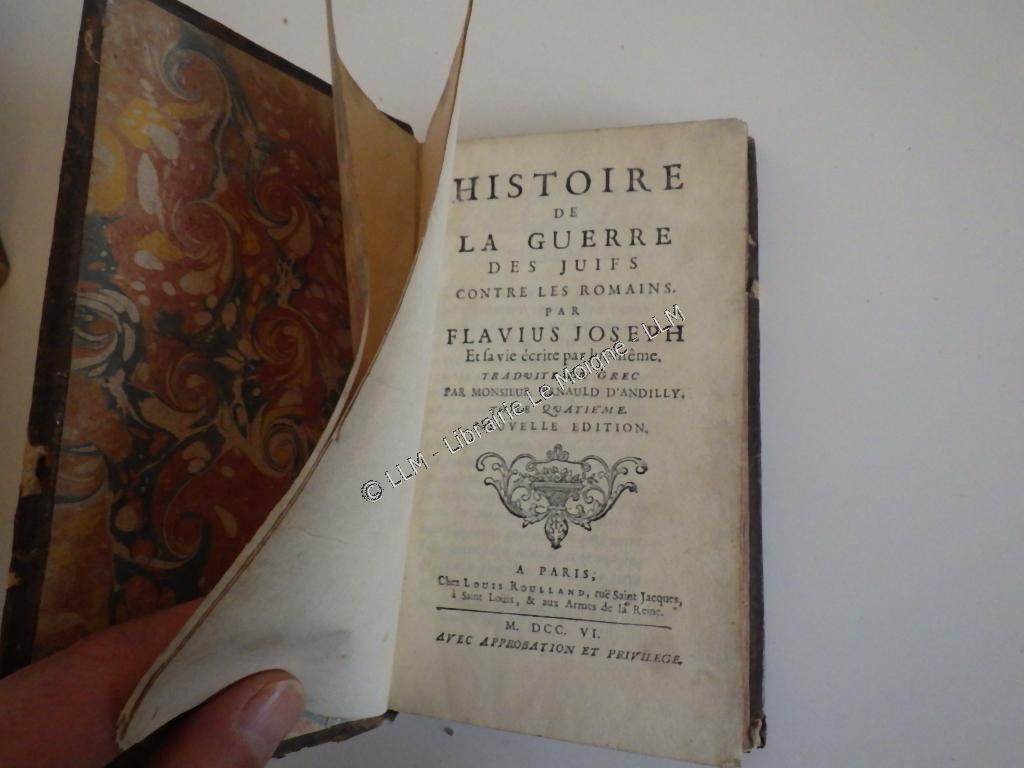 HISTOIRE
DE
LA GUERRE
DES JUIFS
CONTRE LES ROMAINS.
PAR
FLAVIUS JOSEPH
Et sa vie écrite par
TRADUITE GREC
PAR MONSIEUR D'ANDILLY,
QUATIEME.
NOUVELLE EDITION,
A PARIS,
Chez LOUIS ROULLAND, ruë Saint Jacques,
à Saint Louis, & aux Armes de la Reine.
M. DCC. VI.
AVEC APPROBATION ET PRIVILEGE.
© LLM - Librairie Le Moione - LLM